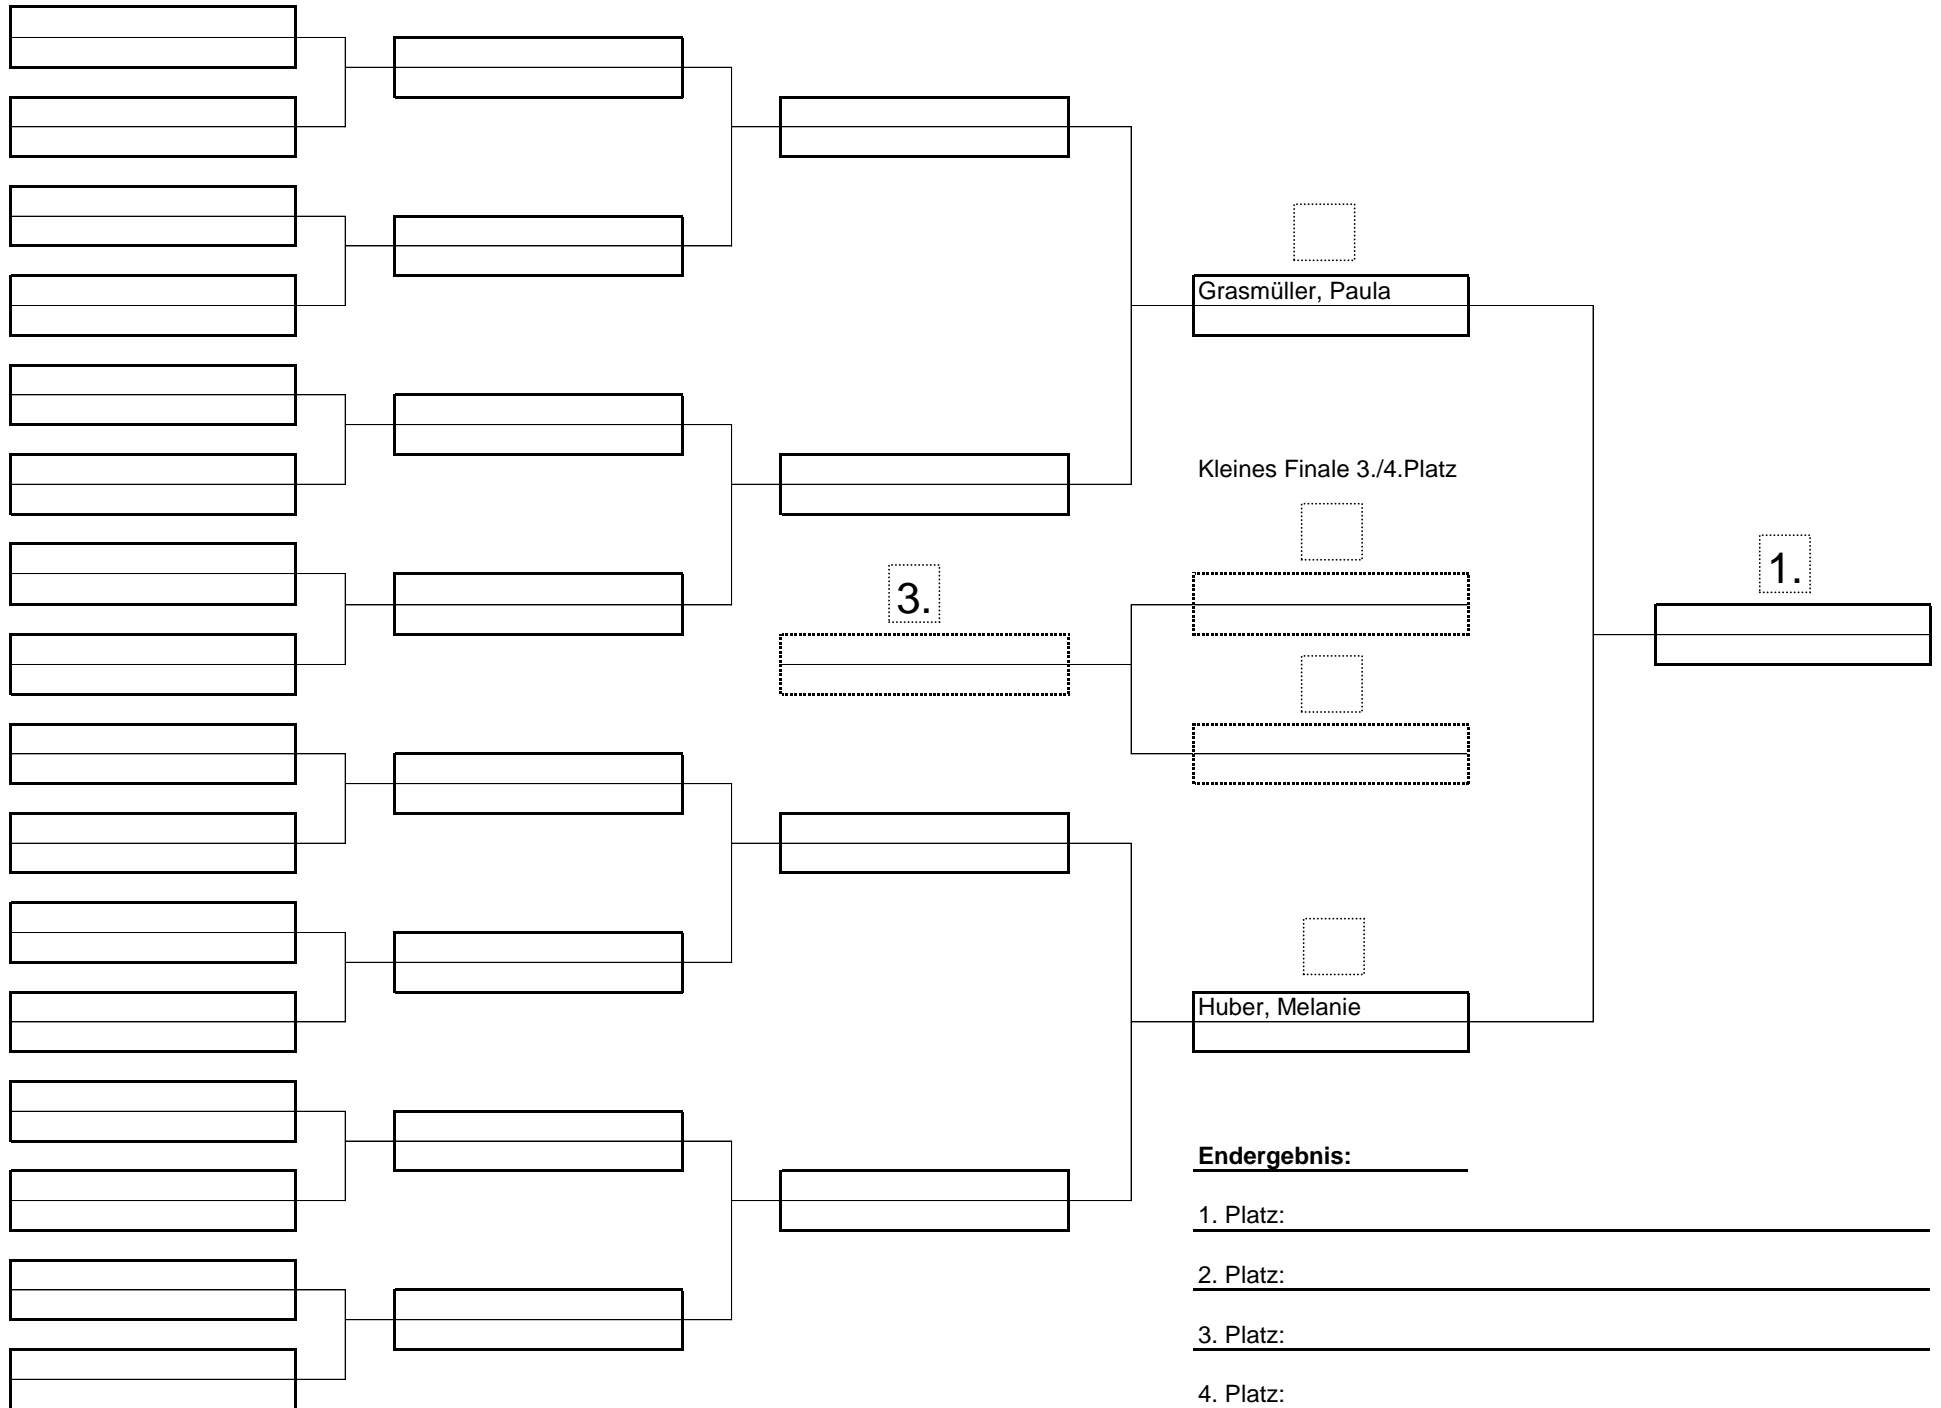 Grasmüller, Paula
Kleines Finale 3./4.Platz
1.
3.
Huber, Melanie
Endergebnis:
1. Platz:
2. Platz:
3. Platz:
4. Platz: